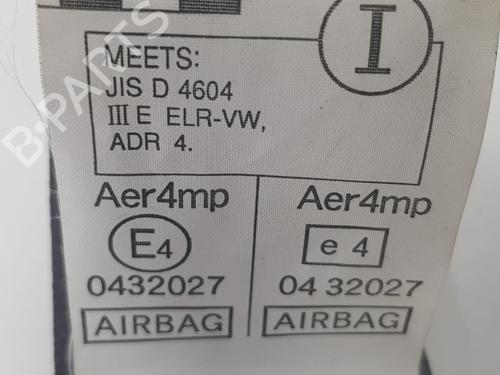 I
MEETS:
JIS D 4604
III E ELR-VW,
ADR 4.
Aer4mp Aer4mp
E4 e 4
0432027 04 32027
AIRBAG AIRBAG
B-PARTS